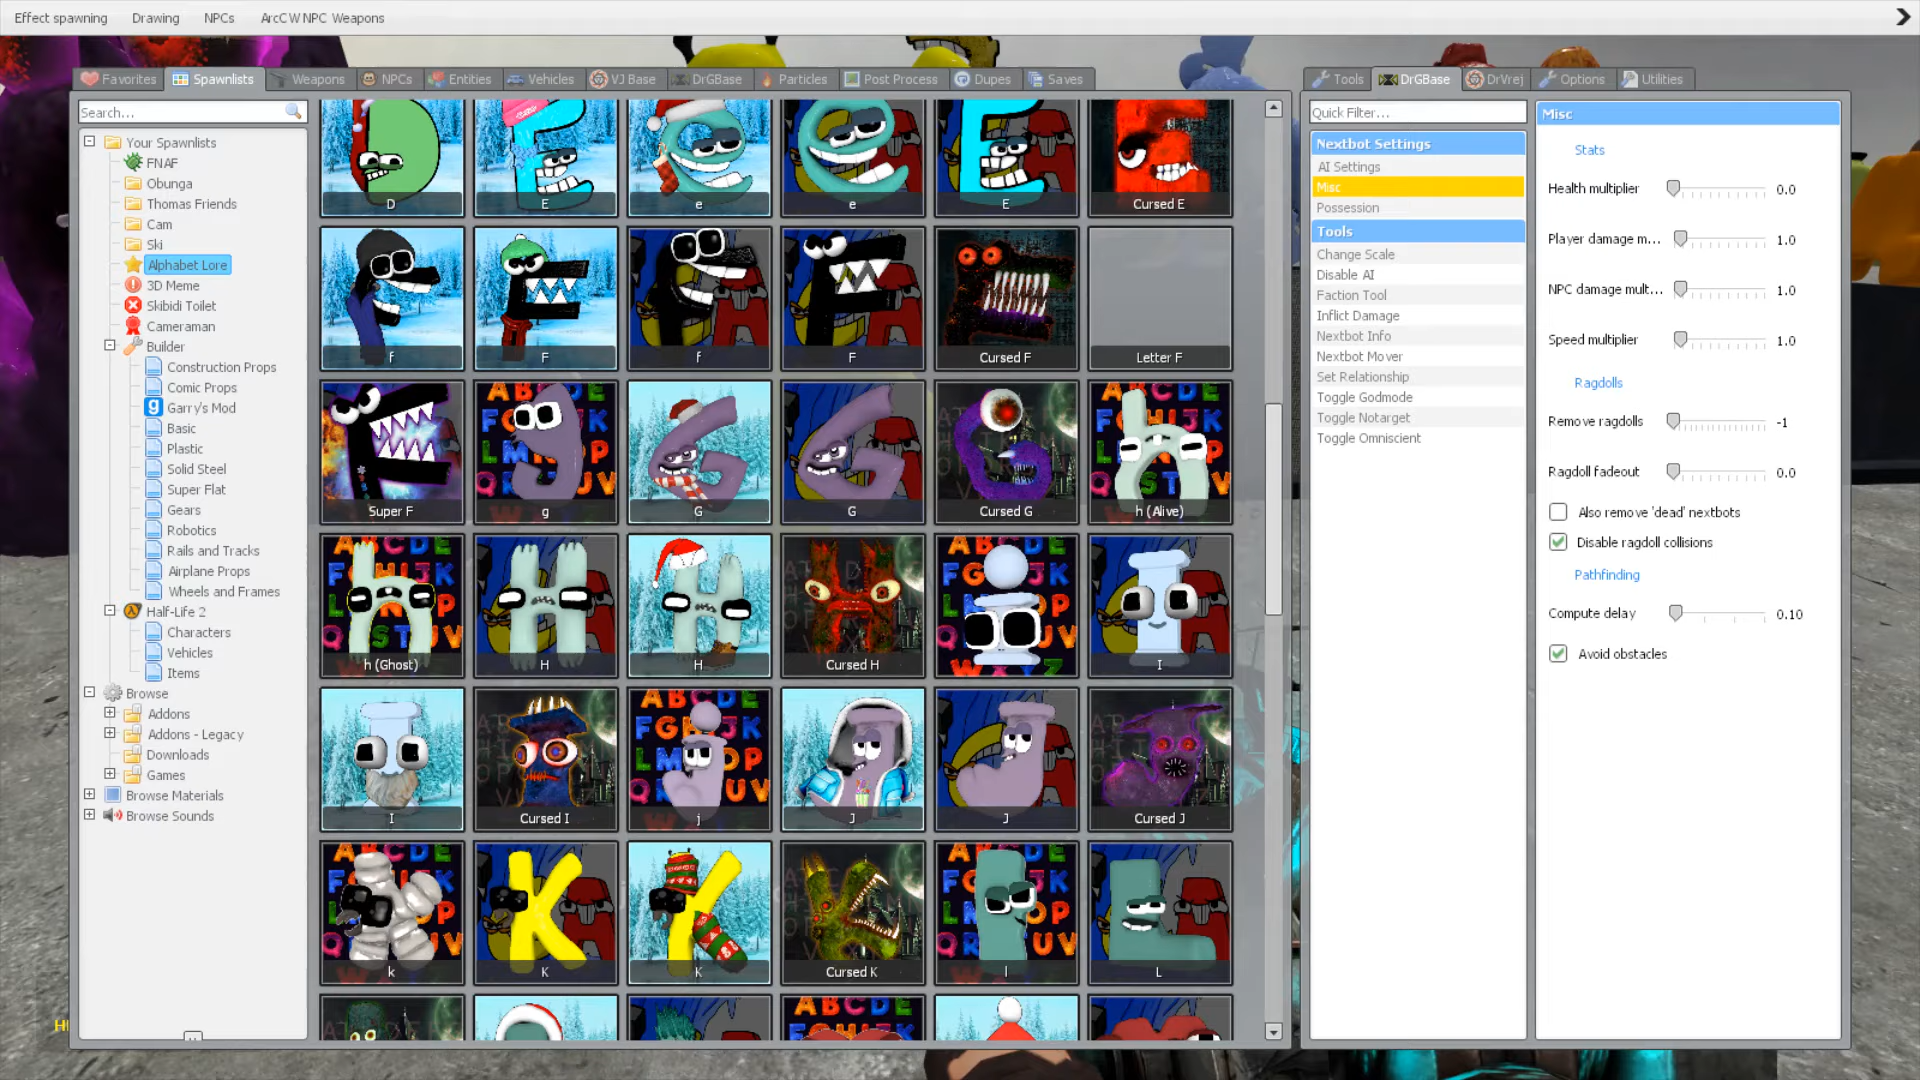 Effect spawning Drawing NPCs ArcCW NPC Weapons
Favorites Spawnlists Weapons NPCs Entities Vehicles VJ Base DrGBase Particles Post Process Dupes Saves
Tools DrGBase DrVrej Options Utilities
Search...
Your Spawnlists
FNAF
Obunga
Thomas Friends
Cam
Ski
Alphabet Lore
3D Meme
Skibidi Toilet
Cameraman
Builder
Construction Props
Comic Props
Garry's Mod
Basic
Plastic
Solid Steel
Super Flat
Gears
Robotics
Rails and Tracks
Airplane Props
Wheels and Frames
Half-Life 2
Characters
Vehicles
Items
Browse
Addons
Addons - Legacy
Downloads
Games
Browse Materials
Browse Sounds
D E e e E Cursed E
f F f F Cursed F Letter F
Super F g G G Cursed G h (Alive)
h (Ghost) H H Cursed H I
I Cursed I j J J Cursed J
k K K Cursed K l L
Quick Filter...
Nextbot Settings
AI Settings
Misc
Possession
Tools
Change Scale
Disable AI
Faction Tool
Inflict Damage
Nextbot Info
Nextbot Mover
Set Relationship
Toggle Godmode
Toggle Notarget
Toggle Omniscient
Misc
Stats
Health multiplier 0.0
Player damage m... 1.0
NPC damage mult... 1.0
Speed multiplier 1.0
Ragdolls
Remove ragdolls -1
Ragdoll fadeout 0.0
Also remove 'dead' nextbots
Disable ragdoll collisions
Pathfinding
Compute delay 0.10
Avoid obstacles